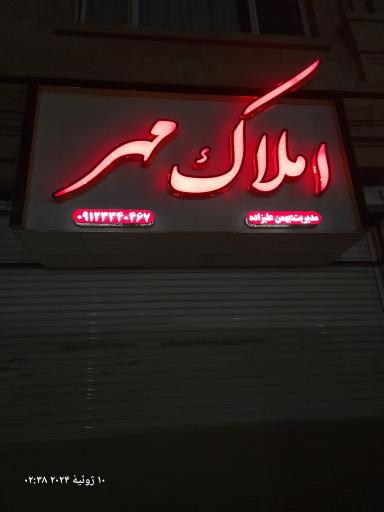 املاک مهر
مدیریت:بهمن علیزاده
۰۹۱۲۳۳۴۰۴۶۷
۱۰ ژوئیهٔ ۲۰۲۴ ۰۲:۳۸